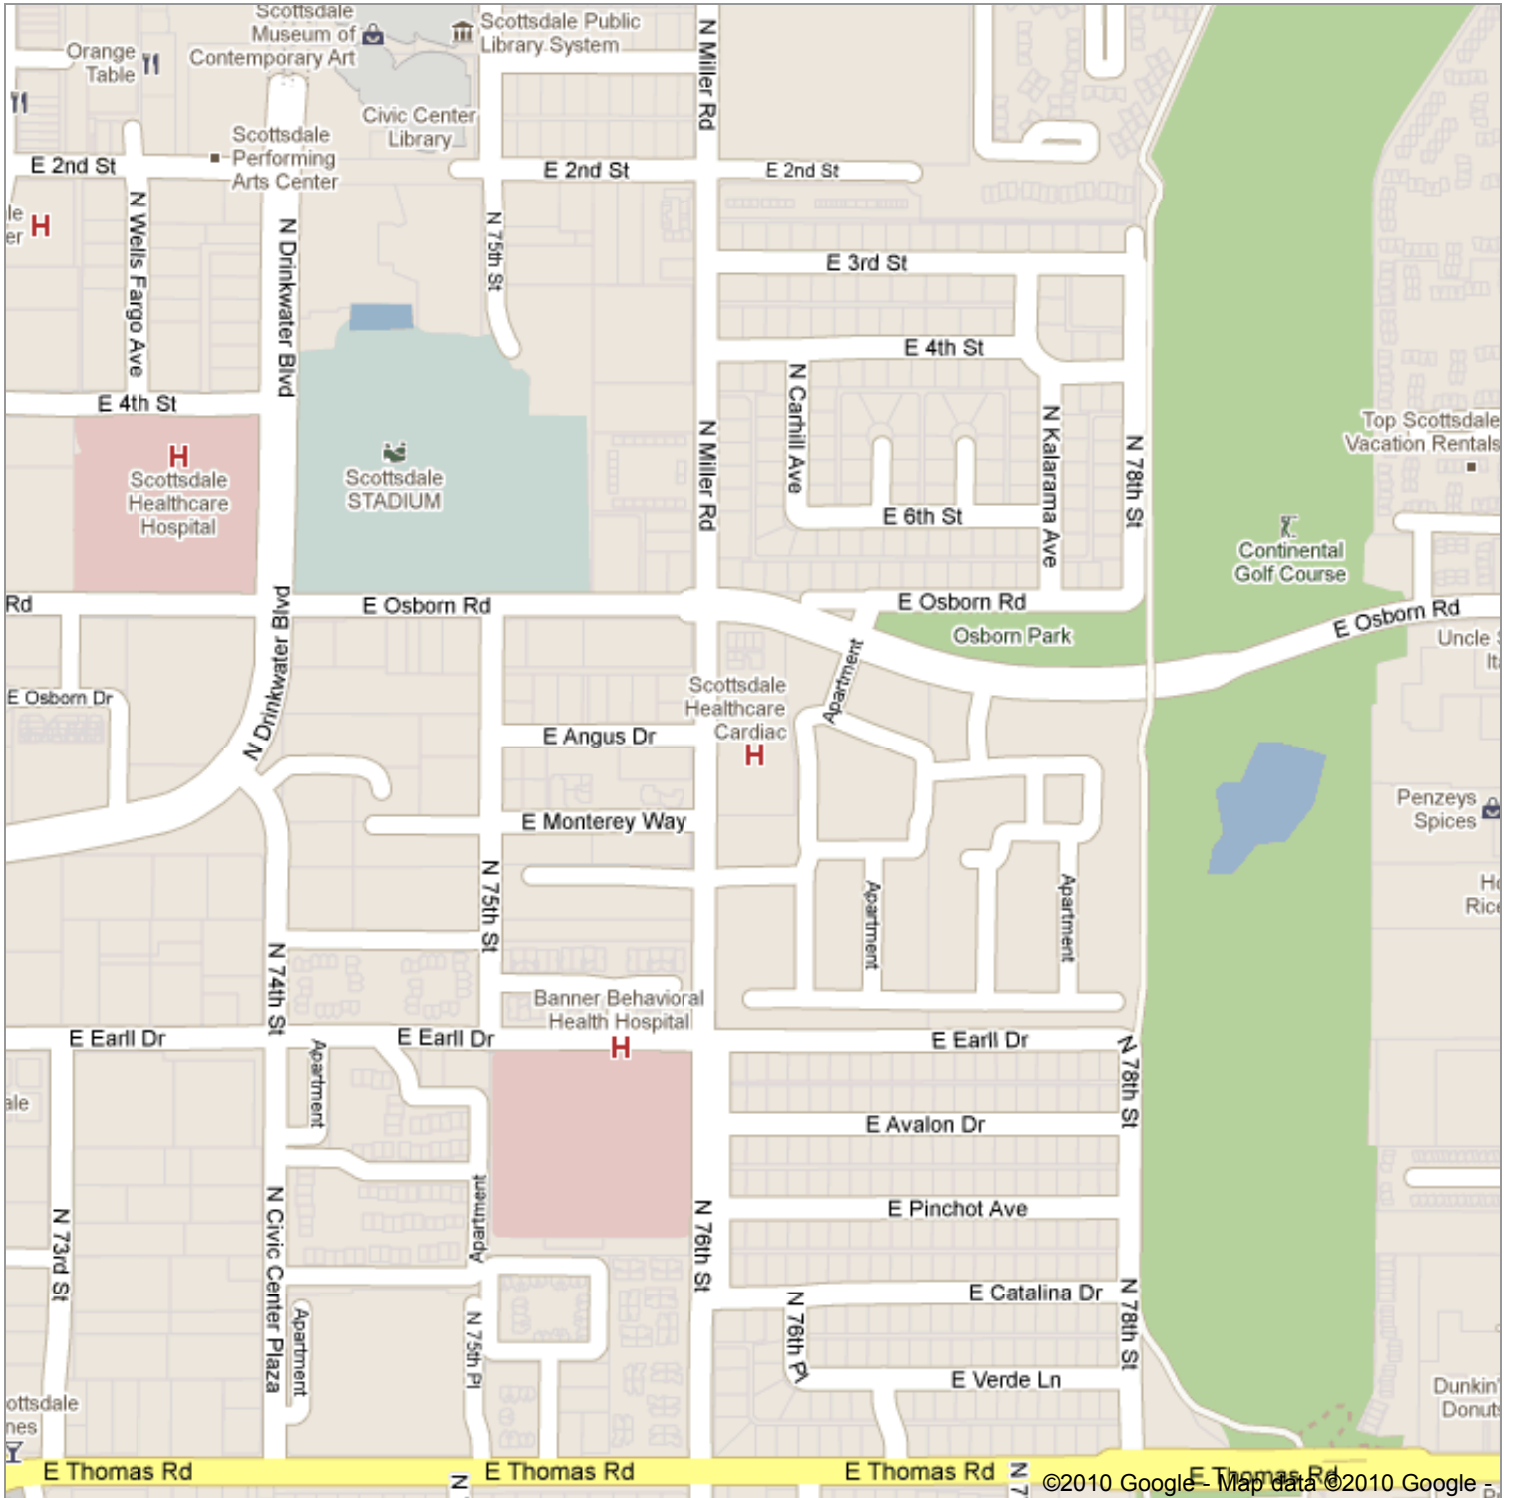 Scottsdale
Museum of
Contemporary Art
Scottsdale Public
Library System
Orange
Table
Civic Center
Library
N Miller Rd
Scottsdale
Performing
Arts Center
E 2nd St
E 2nd St
E 2nd St
H
N Wells Fargo Ave
N Drinkwater Blvd
N 75th St
E 3rd St
E 4th St
E 4th St
N Carhill Ave
N Kalarama Ave
N 78th St
N Miller Rd
Top Scottsdale
Vacation Rentals
H
Scottsdale
Healthcare
Hospital
Scottsdale
STADIUM
E 6th St
Continental
Golf Course
Rd
N Drinkwater Blvd
E Osborn Rd
E Osborn Rd
E Osborn Rd
Osborn Park
Uncle
E Osborn Dr
Apartment
Scottsdale
Healthcare
Cardiac
H
E Angus Dr
E Monterey Way
Penzeys
Spices
N 75th St
Apartment
Apartment
Rice
N 74th St
Banner Behavioral
Health Hospital
H
E Earll Dr
E Earll Dr
E Earll Dr
N 78th St
Apartment
E Avalon Dr
Apartment
E Pinchot Ave
N 73rd St
N Civic Center Plaza
N 76th St
E Catalina Dr
N 78th St
Apartment
N 75th Pl
N 76th Pl
E Verde Ln
Dunkin'
Donuts
ottsdale
nes
E Thomas Rd
E Thomas Rd
E Thomas Rd
E Thomas Rd
N
N 7
©2010 Google - Map data ©2010 Google -